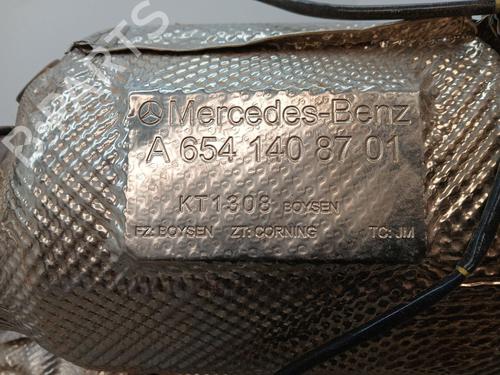 Mercedes-Benz
A 654 140 87 01
KT1308 BOYSEN
FZ: BOYSEN ZT: CORNING TC: JM